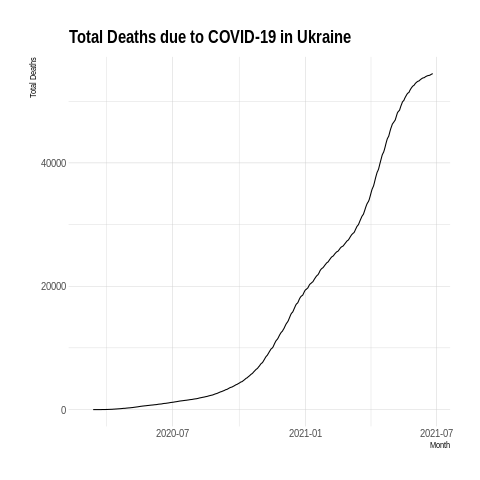 Total Deaths due to COVID-19 in Ukraine
Total Deaths
40000
20000
0
2020-07 2021-01 2021-07
Month